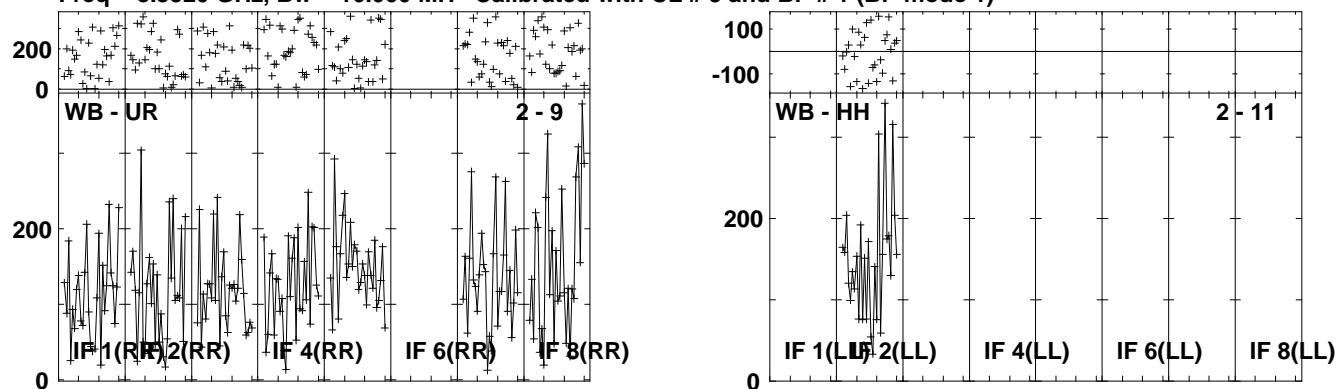 200
0
100
-100
WB - UR 2 - 9
WB - HH 2 - 11
200
0
200
0
IF 1(RR) IF 2(RR) IF 4(RR) IF 6(RR) IF 8(RR)
IF 1(LL) IF 2(LL) IF 4(LL) IF 6(LL) IF 8(LL)